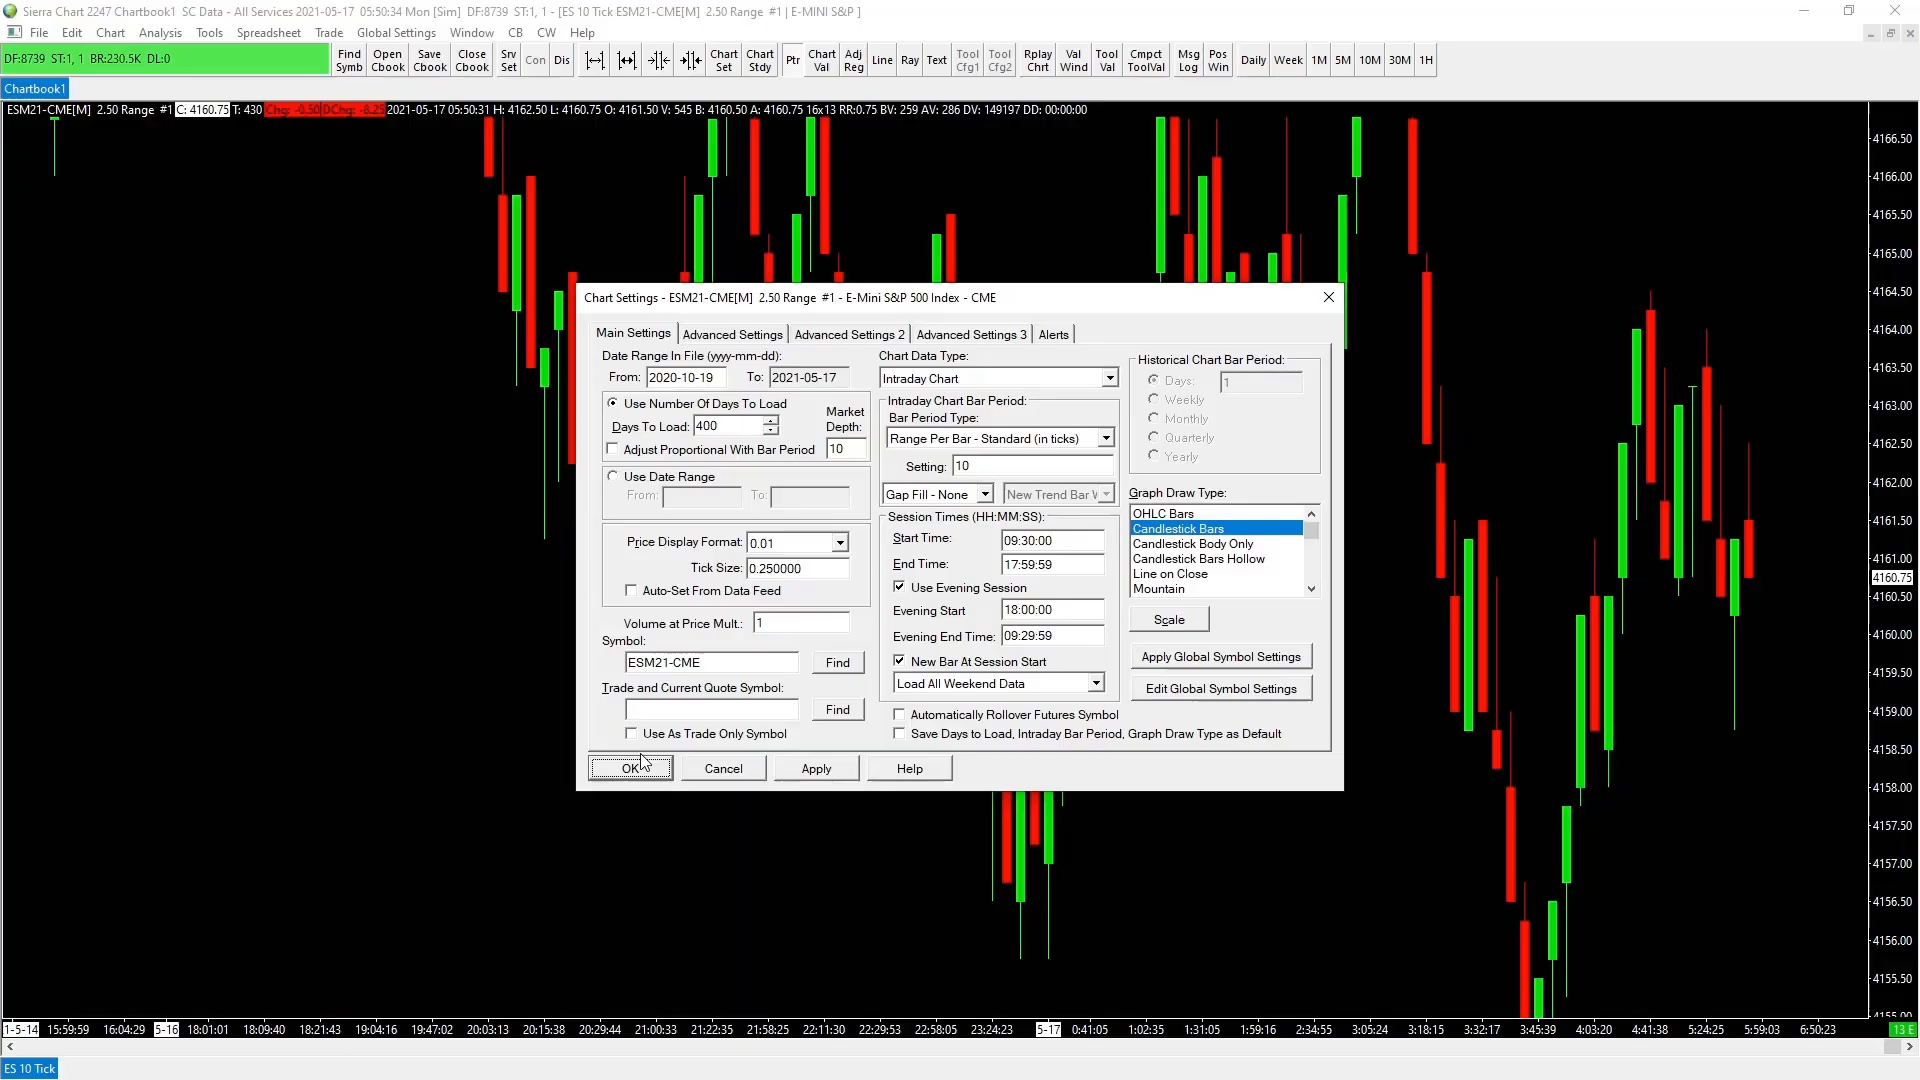 Sierra Chart 2247 Chartbook1  SC Data - All Services 2021-05-17  05:50:34 Mon [Sim]  DF:8739  ST:1, 1 - [ES 10 Tick ESM21-CME[M]  2.50 Range  #1 | E-MINI S&P ]
File Edit Chart Analysis Tools Spreadsheet Trade Global Settings Window CB CW Help
DF:8739  ST:1, 1  BR:230.5K  DL:0
Find Symb Open Cbook Save Cbook Close Cbook Srv Set Con Dis Chart Set Chart Stdy Ptr Chart Val Adj Reg Line Ray Text Tool Cfg1 Tool Cfg2 Rplay Chrt Val Wind Tool Val Cmpct ToolVal Msg Log Pos Win Daily Week 1M 5M 10M 30M 1H
Chartbook1
ESM21-CME[M]  2.50 Range  #1 C: 4160.75 T: 430 Chg: -0.50 DChg: -8.25 2021-05-17 05:50:31 H: 4162.50 L: 4160.75 O: 4161.50 V: 545 B: 4160.50 A: 4160.75 16x13 RR:0.75 BV: 259 AV: 286 DV: 149197 DD: 00:00:00
4166.50
4166.00
4165.50
4165.00
4164.50
4164.00
4163.50
4163.00
4162.50
4162.00
4161.50
4161.00
4160.75
4160.50
4160.00
4159.50
4159.00
4158.50
4158.00
4157.50
4157.00
4156.50
4156.00
4155.50
4155.00
Chart Settings - ESM21-CME[M]  2.50 Range  #1 - E-Mini S&P 500 Index - CME
Main Settings Advanced Settings Advanced Settings 2 Advanced Settings 3 Alerts
Date Range In File (yyyy-mm-dd):
From: 2020-10-19 To: 2021-05-17
Use Number Of Days To Load
Days To Load: 400
Market Depth:
Adjust Proportional With Bar Period 10
Use Date Range
From: To:
Price Display Format: 0.01
Tick Size: 0.250000
Auto-Set From Data Feed
Volume at Price Mult.: 1
Symbol:
ESM21-CME Find
Trade and Current Quote Symbol:
Find
Use As Trade Only Symbol
Chart Data Type:
Intraday Chart
Intraday Chart Bar Period:
Bar Period Type:
Range Per Bar - Standard (in ticks)
Setting: 10
Gap Fill - None New Trend Bar
Session Times (HH:MM:SS):
Start Time: 09:30:00
End Time: 17:59:59
Use Evening Session
Evening Start 18:00:00
Evening End Time: 09:29:59
New Bar At Session Start
Load All Weekend Data
Automatically Rollover Futures Symbol
Save Days to Load, Intraday Bar Period, Graph Draw Type as Default
Historical Chart Bar Period:
Days: 1
Weekly
Monthly
Quarterly
Yearly
Graph Draw Type:
OHLC Bars
Candlestick Bars
Candlestick Body Only
Candlestick Bars Hollow
Line on Close
Mountain
Scale
Apply Global Symbol Settings
Edit Global Symbol Settings
OK Cancel Apply Help
1-5-14 15:59:59 16:04:29 5-16 18:01:01 18:09:40 18:21:43 19:04:16 19:47:02 20:03:13 20:15:38 20:29:44 21:00:33 21:22:35 21:58:25 22:11:30 22:29:53 22:58:05 23:24:23 5-17 0:41:05 1:02:35 1:31:05 1:59:16 2:34:55 3:05:24 3:18:15 3:32:17 3:45:39 4:03:20 4:41:38 5:24:25 5:59:03 6:50:23 13 E
ES 10 Tick